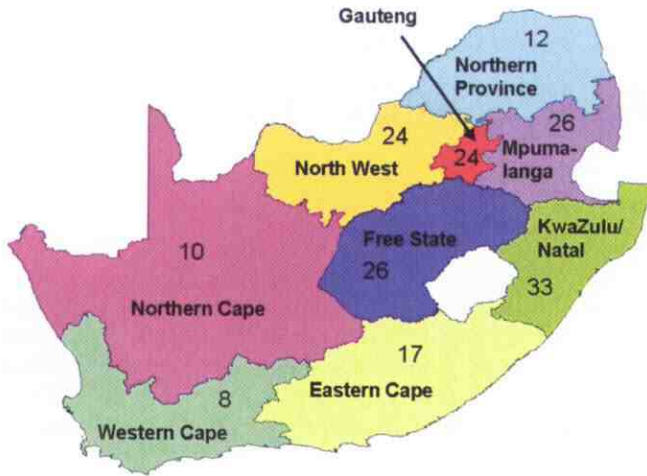 Gauteng
12
Northern
Province
24
North West
24
26
Mpuma-
langa
10
Northern Cape
Free State
26
KwaZulu/
Natal
33
17
Eastern Cape
8
Western Cape